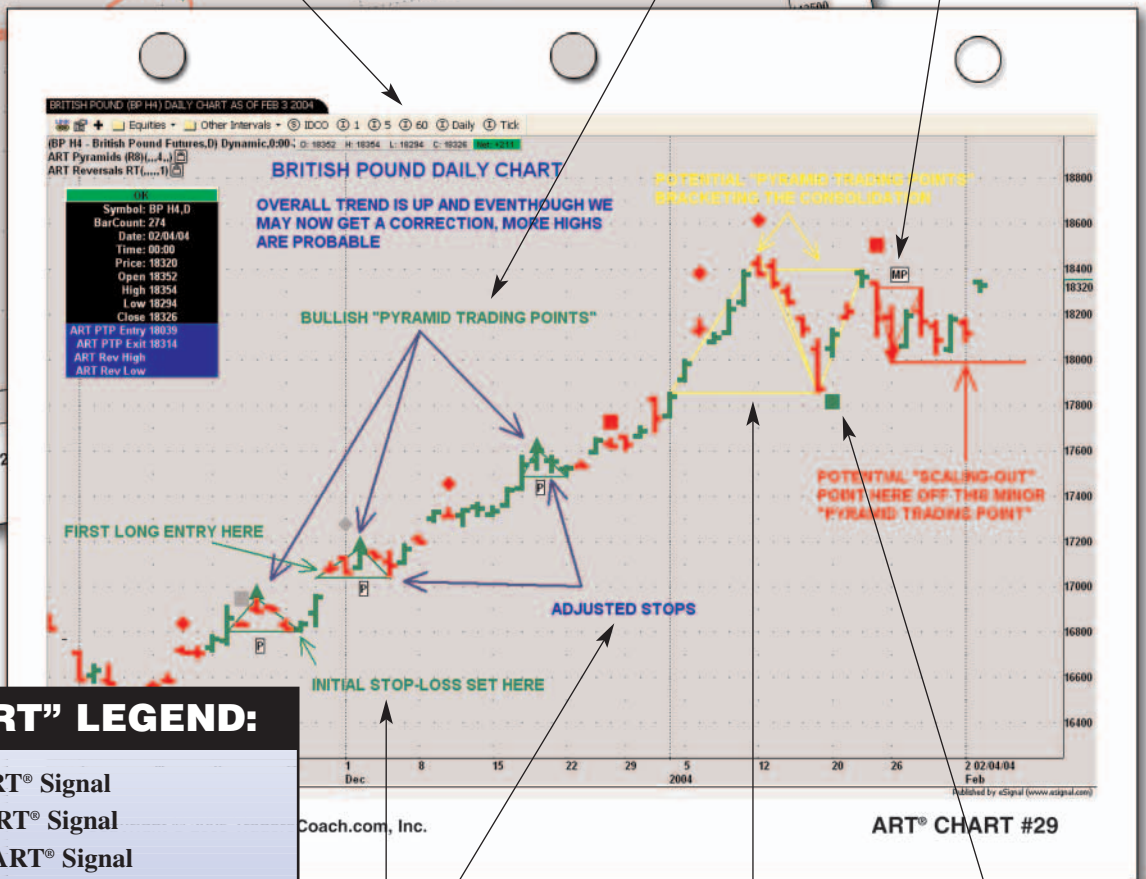 BRITISH POUND (BP H4) DAILY CHART AS OF FEB 3 2004
Equities Other Intervals IDCO 1 5 60 Daily Tick
(BP H4 - British Pound Futures,D) Dynamic,0:00 O: 18352 H: 18354 L: 18294 C: 18326 Net: +211
ART Pyramids (R8)(,,,4,,)
ART Reversals RT(,,,,,1)
OK
Symbol: BP H4,D
BarCount: 274
Date: 02/04/04
Time: 00:00
Price: 18320
Open 18352
High 18354
Low 18294
Close 18326
ART PTP Entry 18039
ART PTP Exit 18314
ART Rev High
ART Rev Low
BRITISH POUND DAILY CHART
OVERALL TREND IS UP AND EVENTHOUGH WE
MAY NOW GET A CORRECTION, MORE HIGHS
ARE PROBABLE
POTENTIAL "PYRAMID TRADING POINTS"
BRACKETING THE CONSOLIDATION
MP
BULLISH "PYRAMID TRADING POINTS"
FIRST LONG ENTRY HERE
P
P
P
ADJUSTED STOPS
INITIAL STOP-LOSS SET HERE
POTENTIAL "SCALING-OUT"
POINT HERE OFF THIS MINOR
"PYRAMID TRADING POINT"
18800
18600
18400
18320
18200
18000
17800
17600
17400
17200
17000
16800
16600
16400
1 8 15 22 29 5 12 20 26 2 02/04/04
Dec 2004 Feb
Published by eSignal (www.esignal.com)
Coach.com, Inc.
ART® CHART #29
RT” LEGEND:
RT® Signal
RT® Signal
ART® Signal